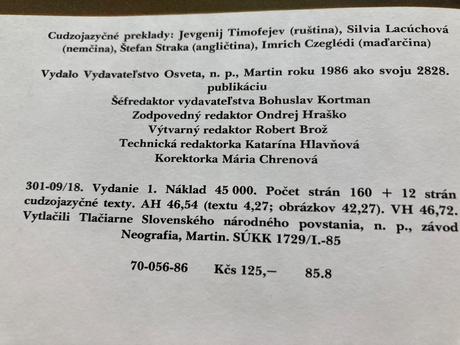 Cudzojazyčné preklady: Jevgenij Timofejev (ruština), Silvia Lacúchová
(nemčina), Štefan Straka (angličtina), Imrich Czeglédi (maďarčina)
Vydalo Vydavateľstvo Osveta, n. p., Martin roku 1986 ako svoju 2828.
publikáciu
Šéfredaktor vydavateľstva Bohuslav Kortman
Zodpovedný redaktor Ondrej Hraško
Výtvarný redaktor Robert Brož
Technická redaktorka Katarína Hlavňová
Korektorka Mária Chrenová
301-09/18. Vydanie 1. Náklad 45 000. Počet strán 160 + 12 strán
cudzojazyčné texty. AH 46,54 (textu 4,27; obrázkov 42,27). VH 46,72.
Vytlačili Tlačiarne Slovenského národného povstania, n. p., závod
Neografia, Martin. SÚKK 1729/I.-85
70-056-86 Kčs 125,— 85.8